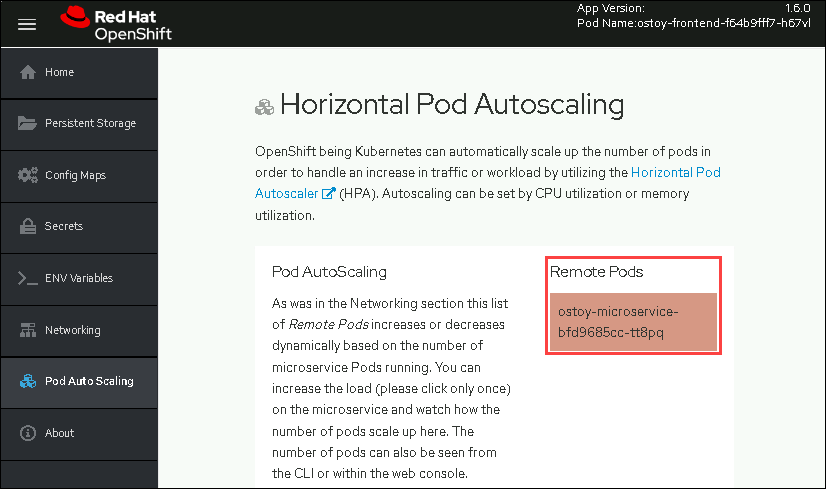 Red Hat
OpenShift
App Version: 1.6.0
Pod Name:ostoy-frontend-f64b9fff7-h67vl
Home
Persistent Storage
Config Maps
Secrets
ENV Variables
Networking
Pod Auto Scaling
About
Horizontal Pod Autoscaling
OpenShift being Kubernetes can automatically scale up the number of pods in
order to handle an increase in traffic or workload by utilizing the Horizontal Pod
Autoscaler (HPA). Autoscaling can be set by CPU utilization or memory
utilization.
Pod AutoScaling
As was in the Networking section this list
of Remote Pods increases or decreases
dynamically based on the number of
microservice Pods running. You can
increase the load (please click only once)
on the microservice and watch how the
number of pods scale up here. The
number of pods can also be seen from
the CLI or within the web console.
Remote Pods
ostoy-microservice-
bfd9685cc-tt8pq